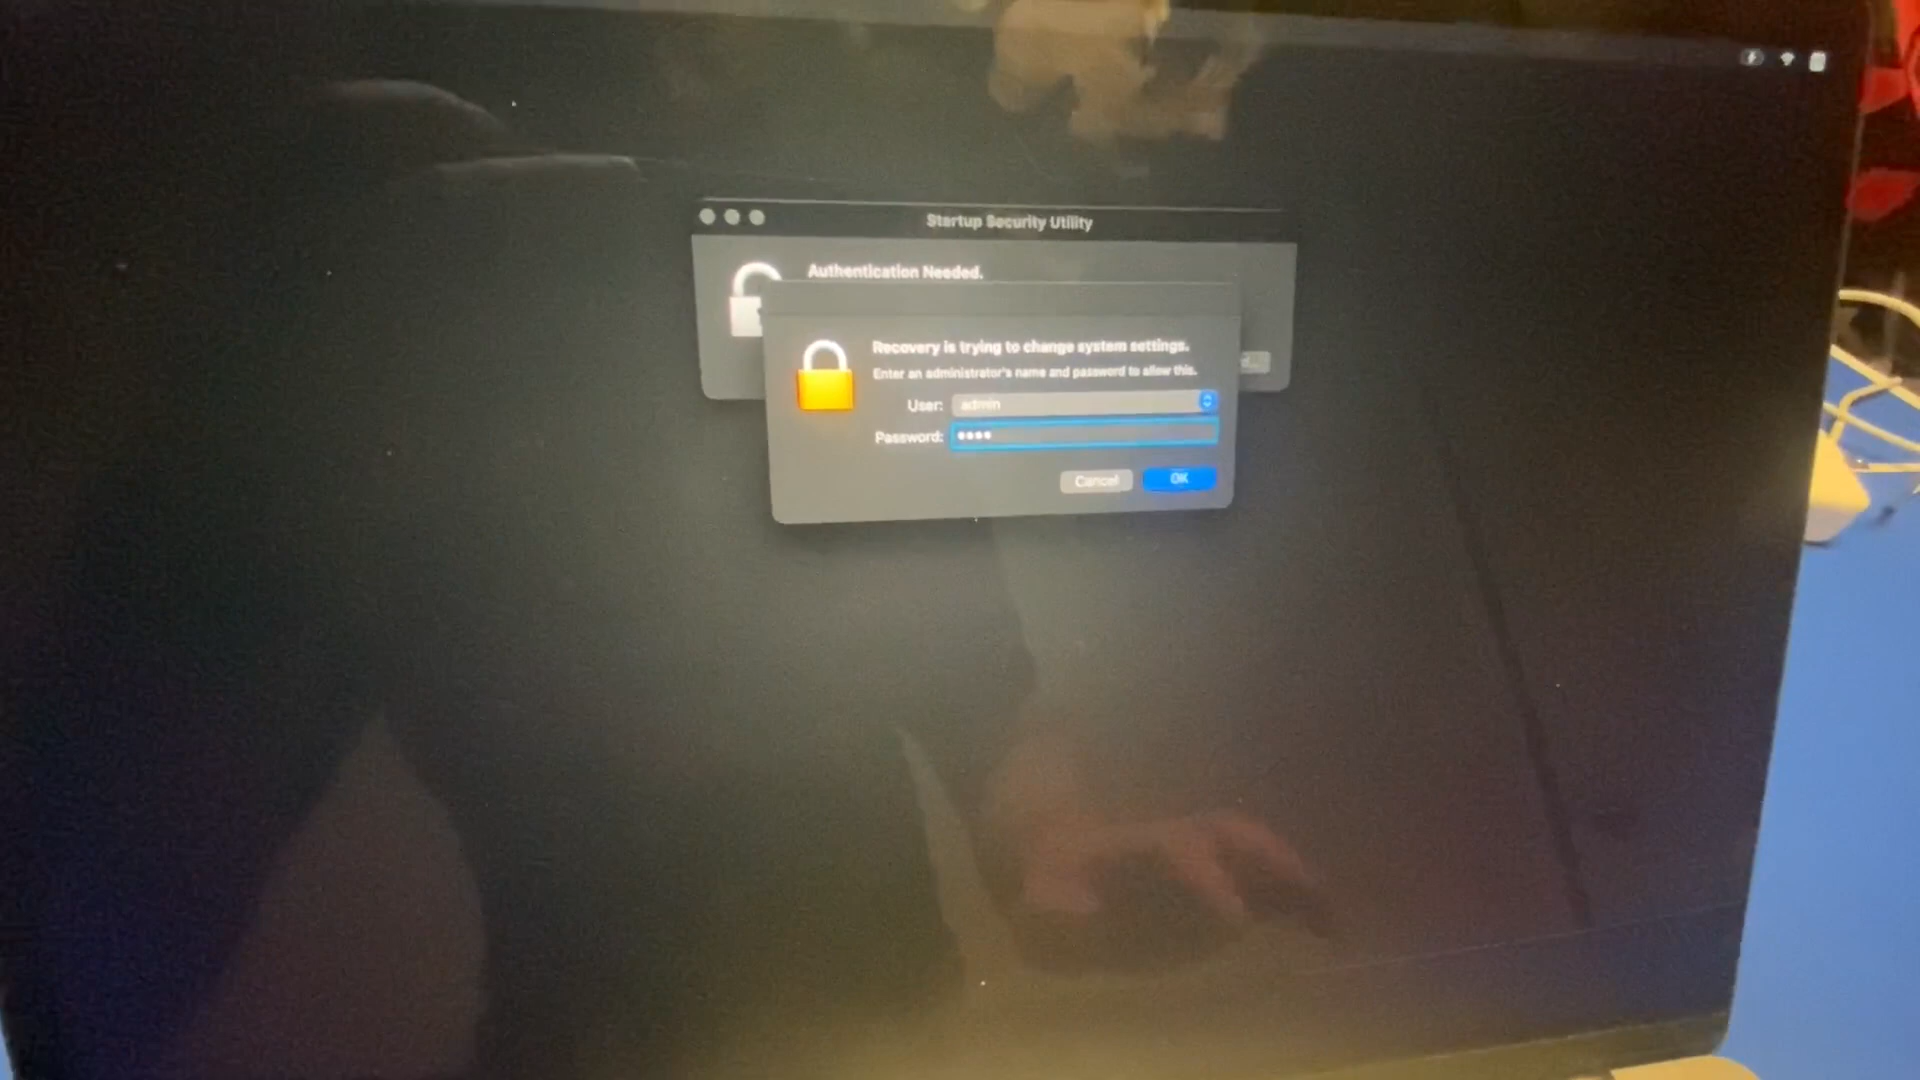 Startup Security Utility
Authentication Needed.
Recovery is trying to change system settings.
Enter an administrator's name and password to allow this.
User: admin
Password: ••••
Cancel OK